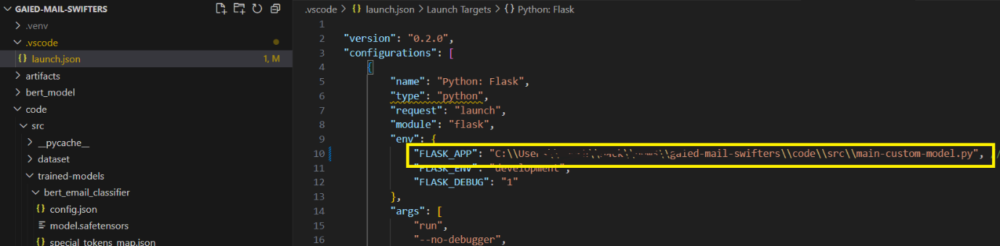 GAIED-MAIL-SWIFTERS
.venv
.vscode
launch.json 1, M
artifacts
bert_model
code
src
__pycache__
dataset
trained-models
bert_email_classifier
config.json
model.safetensors
special_tokens_map.json
.vscode > {} launch.json > Launch Targets > {} Python: Flask
1
2 "version": "0.2.0",
3 "configurations": [
4 {
5 "name": "Python: Flask",
6 "type": "python",
7 "request": "launch",
8 "module": "flask",
9 "env": {
10 "FLASK_APP": "C:\\User \\gaied-mail-swifters\\code\\src\\main-custom-model.py", /
11 "FLASK_ENV": "development",
12 "FLASK_DEBUG": "1"
13 },
14 "args": [
15 "run",
16 "--no-debugger",